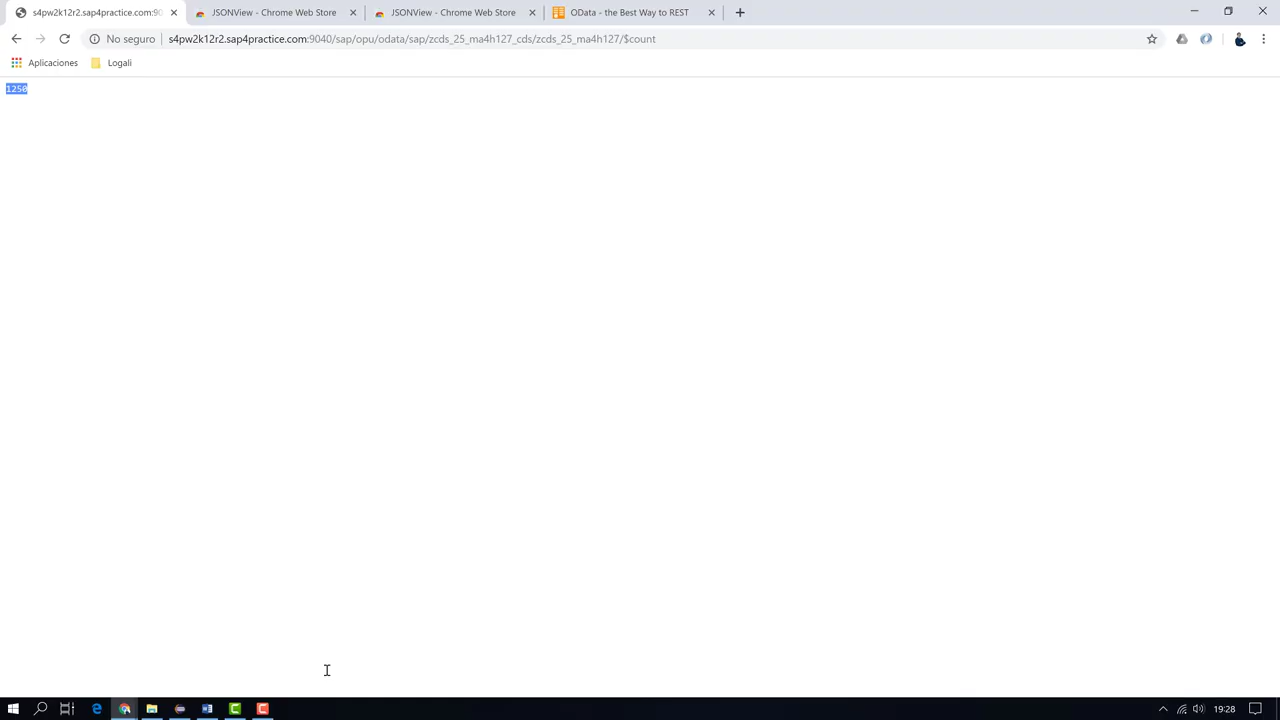 s4pw2k12r2.sap4practice.com:90
JSONView - Chrome Web Store
JSONView - Chrome Web Store
OData - the Best Way to REST
No seguro
s4pw2k12r2.sap4practice.com:9040/sap/opu/odata/sap/zcds_25_ma4h127_cds/zcds_25_ma4h127/$count
Aplicaciones
Logali
1250
19:28